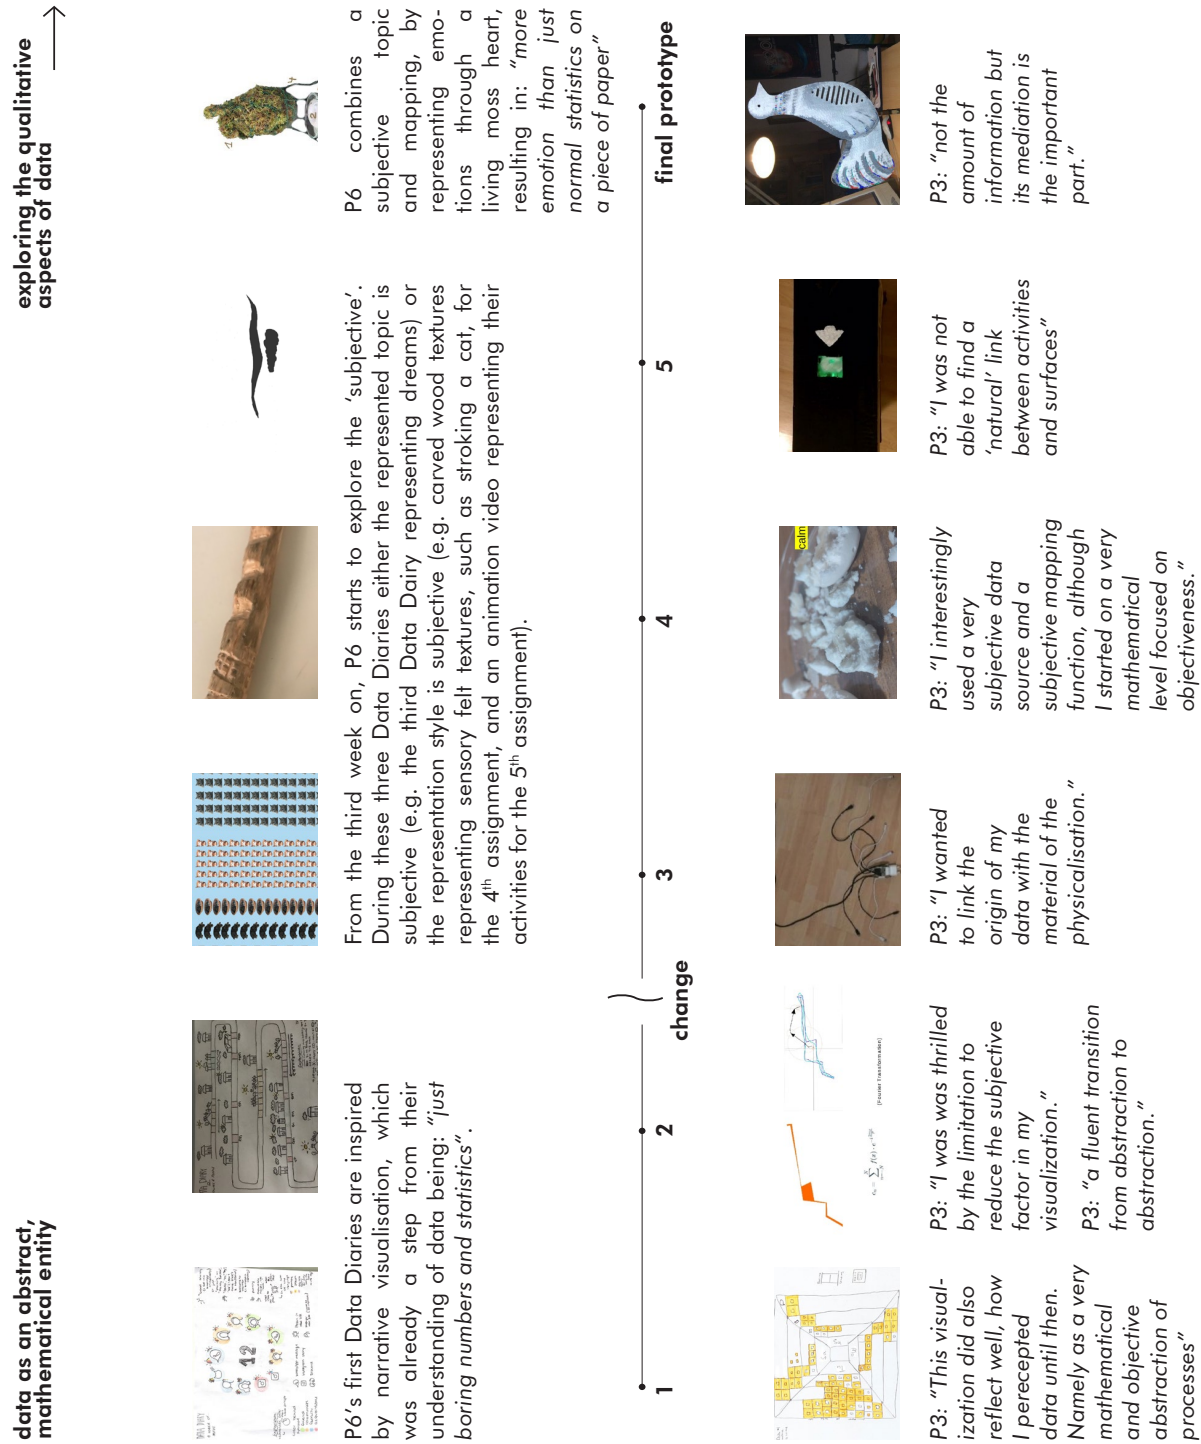 data as an abstract,
mathematical entity
exploring the qualitative
aspects of data
P6's first Data Diaries are inspired
by narrative visualisation, which
was already a step from their
understanding of data being: "just
boring numbers and statistics".
From the third week on, P6 starts to explore the 'subjective'.
During these three Data Diaries either the represented topic is
subjective (e.g. the third Data Dairy representing dreams) or
the representation style is subjective (e.g. carved wood textures
representing sensory felt textures, such as stroking a cat, for
the 4th assignment, and an animation video representing their
activities for the 5th assignment).
P6 combines a
subjective topic
and mapping, by
representing emo-
tions through a
living moss heart,
resulting in: "more
emotion than just
normal statistics on
a piece of paper"
1
2
change
3
4
5
final prototype
12
calm
(Fourier Transformation)
P3: "This visual-
ization did also
reflect well, how
I precepted
data until then.
Namely as a very
mathematical
and objective
abstraction of
processes"
P3: "I was was thrilled
by the limitation to
reduce the subjective
factor in my
visualization."
P3: "a fluent transition
from abstraction to
abstraction."
P3: "I wanted
to link the
origin of my
data with the
material of the
physicalisation."
P3: "I interestingly
used a very
subjective data
source and a
subjective mapping
function, although
I started on a very
mathematical
level focused on
objectiveness."
P3: "I was not
able to find a
'natural' link
between activities
and surfaces"
P3: "not the
amount of
information but
its mediation is
the important
part."